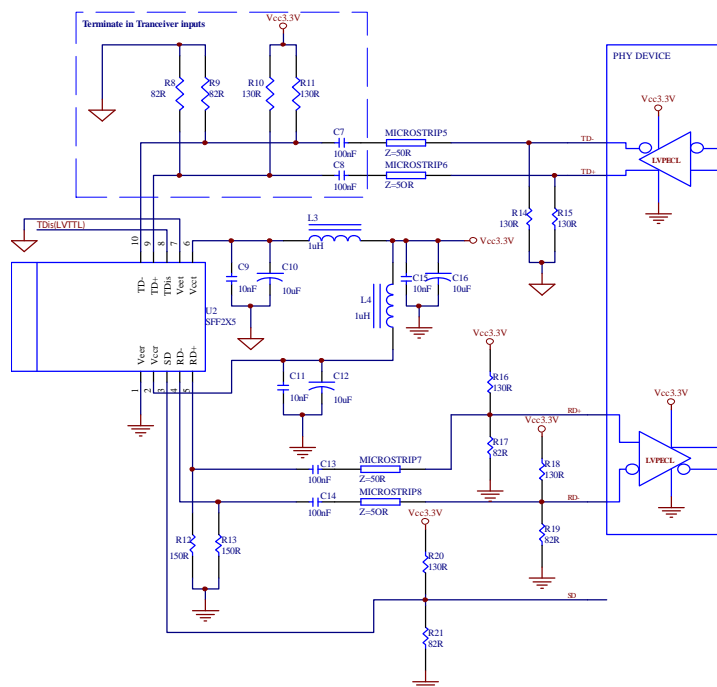 Terminate in Tranceiver inputs
Vcc3.3V
PHY DEVICE
R8
82R
R9
82R
R10
130R
R11
130R
Vcc3.3V
C7
100nF
MICROSTRIP5
Z=50R
TD-
LVPECL
C8
100nF
MICROSTRIP6
Z=5OR
TD+
R14
130R
R15
130R
TDis(LVTTL)
10
9
8
7
6
L3
1uH
Vcc3.3V
TD-
TD+
TDis
Veet
Vcct
C9
10nF
C10
10uF
C15
10nF
C16
10uF
L4
1uH
U2
SFF2X5
Veer
Vccr
SD
RD-
RD+
1
2
3
4
5
C11
10nF
C12
10uF
Vcc3.3V
R16
130R
Vcc3.3V
RD+
R17
82R
Vcc3.3V
LVPECL
C13
100nF
MICROSTRIP7
Z=50R
R18
130R
C14
100nF
MICROSTRIP8
Z=5OR
RD-
Vcc3.3V
R12
150R
R13
150R
R19
82R
R20
130R
SD
R21
82R